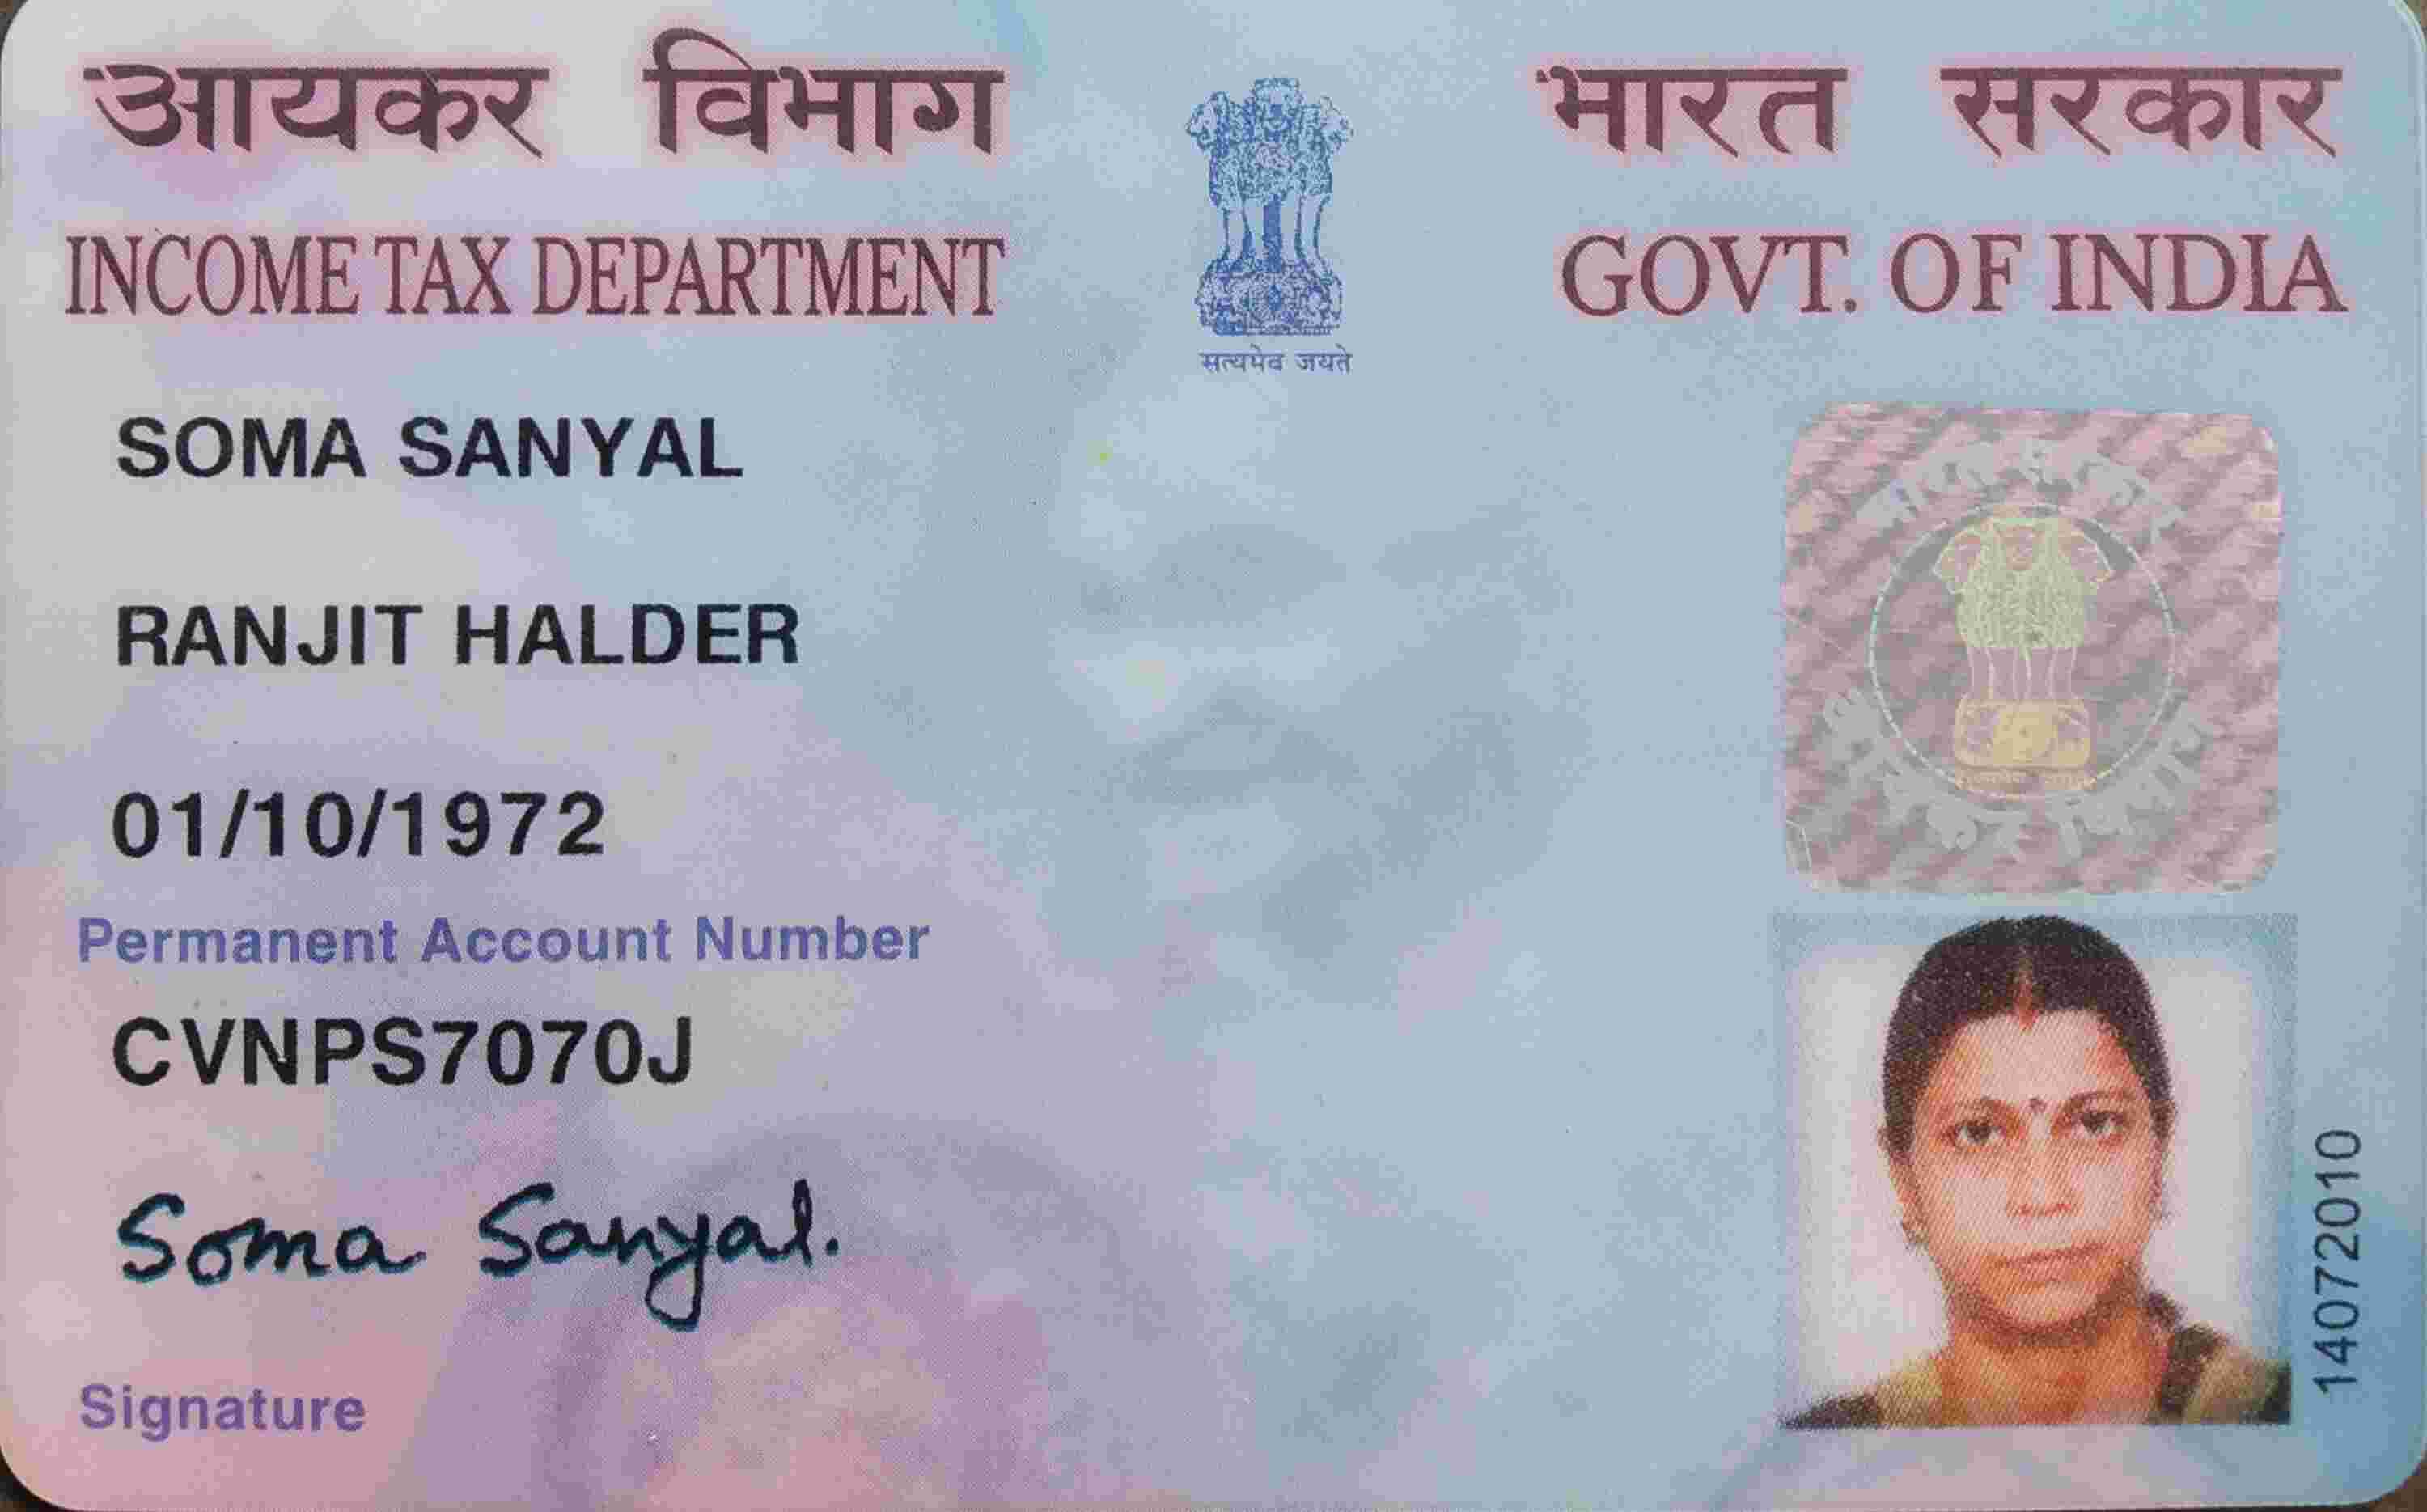 आयकर विभाग
भारत सरकार
INCOME TAX DEPARTMENT
GOVT. OF INDIA
सत्यमेव जयते
SOMA SANYAL
RANJIT HALDER
01/10/1972
Permanent Account Number
CVNPS7070J
Soma Sanyal.
Signature
14072010